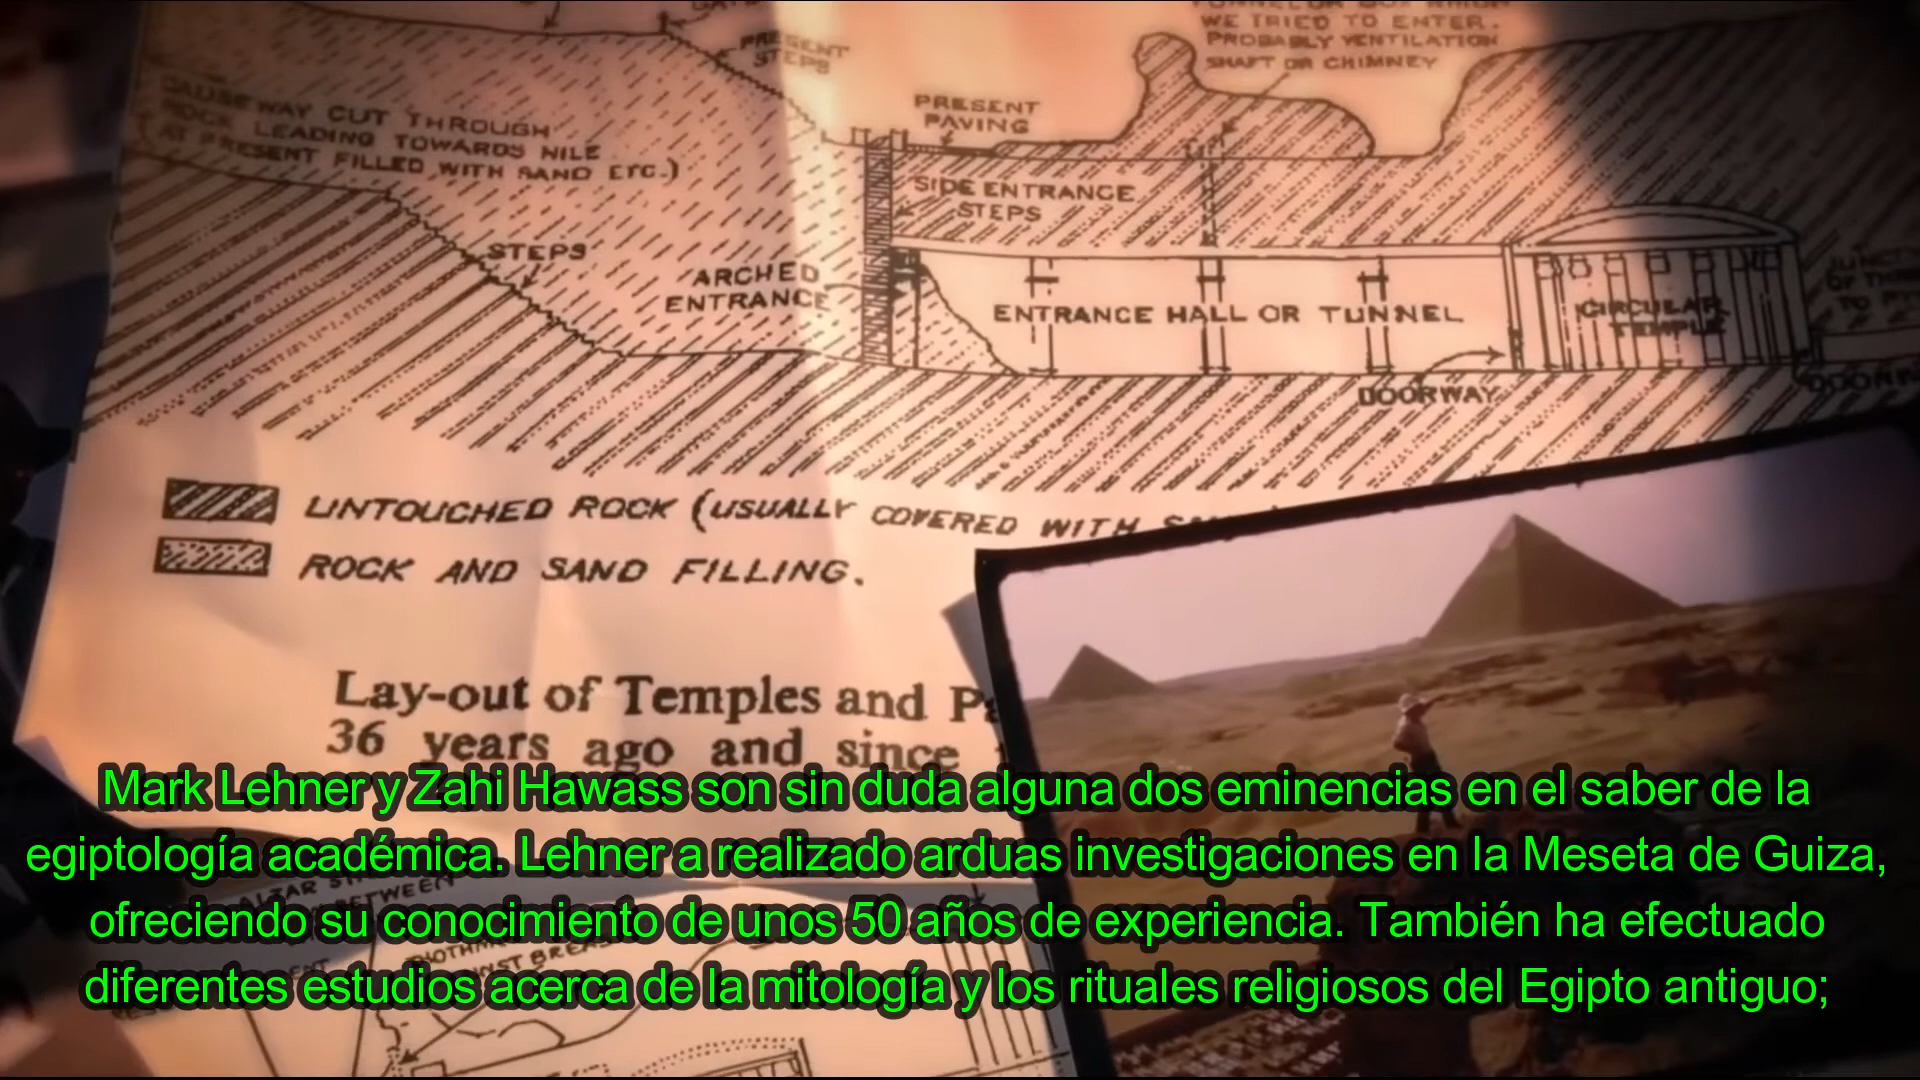 PRESENT
STEPS
WE TRIED TO ENTER.
PROBABLY VENTILATION
SHAFT OR CHIMNEY
PRESENT
PAVING
CAUSEWAY CUT THROUGH
ROCK LEADING TOWARDS NILE
(AT PRESENT FILLED WITH SAND ETC.)
SIDE ENTRANCE
STEPS
STEPS
ARCHED
ENTRANCE
ENTRANCE HALL OR TUNNEL
CIRCULAR
TEMPLE
DOORWAY
UNTOUCHED ROCK (USUALLY COVERED WITH
ROCK AND SAND FILLING.
Lay-out of Temples and
36 years ago and since
Mark Lehner y Zahi Hawass son sin duda alguna dos eminencias en el saber de la
egiptología académica. Lehner a realizado arduas investigaciones en la Meseta de Guiza,
ofreciendo su conocimiento de unos 50 años de experiencia. También ha efectuado
diferentes estudios acerca de la mitología y los rituales religiosos del Egipto antiguo;
BETWEEN